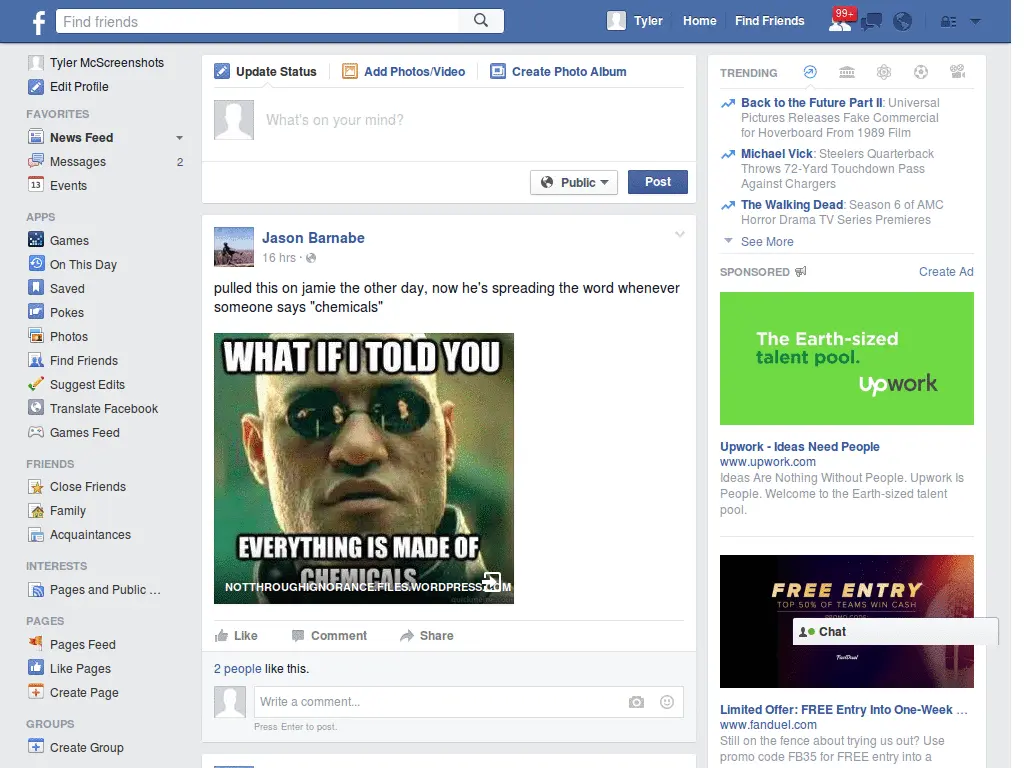 f
Find friends
Tyler
Home
Find Friends
99+
Tyler McScreenshots
Edit Profile
FAVORITES
News Feed
Messages 2
13 Events
APPS
Games
On This Day
Saved
Pokes
Photos
Find Friends
Suggest Edits
Translate Facebook
Games Feed
FRIENDS
Close Friends
Family
Acquaintances
INTERESTS
Pages and Public ...
PAGES
Pages Feed
Like Pages
Create Page
GROUPS
Create Group
Update Status
Add Photos/Video
Create Photo Album
What's on your mind?
Public
Post
Jason Barnabe
16 hrs ·
pulled this on jamie the other day, now he's spreading the word whenever
someone says "chemicals"
WHAT IF I TOLD YOU
EVERYTHING IS MADE OF
CHEMICALS
NOTTHROUGHIGNORANCE.FILES.WORDPRESS.COM
Like
Comment
Share
2 people like this.
Write a comment...
Press Enter to post.
TRENDING
Back to the Future Part II: Universal
Pictures Releases Fake Commercial
for Hoverboard From 1989 Film
Michael Vick: Steelers Quarterback
Throws 72-Yard Touchdown Pass
Against Chargers
The Walking Dead: Season 6 of AMC
Horror Drama TV Series Premieres
See More
SPONSORED
Create Ad
The Earth-sized
talent pool.
Upwork
Upwork - Ideas Need People
www.upwork.com
Ideas Are Nothing Without People. Upwork Is
People. Welcome to the Earth-sized talent
pool.
FREE ENTRY
TOP 50% OF TEAMS WIN CASH
PROMO CODE:
Chat
FanDuel
Limited Offer: FREE Entry Into One-Week ...
www.fanduel.com
Still on the fence about trying us out? Use
promo code FB35 for FREE entry into a